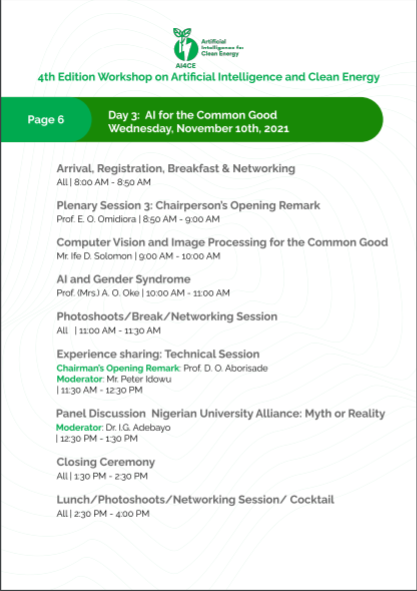 Artificial
Intelligence for
Clean Energy
AI4CE
4th Edition Workshop on Artificial Intelligence and Clean Energy
Page 6
Day 3: AI for the Common Good
Wednesday, November 10th, 2021
Arrival, Registration, Breakfast & Networking
All | 8:00 AM - 8:50 AM
Plenary Session 3: Chairperson's Opening Remark
Prof. E. O. Omidiora | 8:50 AM - 9:00 AM
Computer Vision and Image Processing for the Common Good
Mr. Ife D. Solomon | 9:00 AM - 10:00 AM
AI and Gender Syndrome
Prof. (Mrs.) A. O. Oke | 10:00 AM - 11:00 AM
Photoshoots/Break/Networking Session
All | 11:00 AM - 11:30 AM
Experience sharing: Technical Session
Chairman's Opening Remark: Prof. D. O. Aborisade
Moderator: Mr. Peter Idowu
| 11:30 AM - 12:30 PM
Panel Discussion Nigerian University Alliance: Myth or Reality
Moderator: Dr. I.G. Adebayo
| 12:30 PM - 1:30 PM
Closing Ceremony
All | 1:30 PM - 2:30 PM
Lunch/Photoshoots/Networking Session/ Cocktail
All | 2:30 PM - 4:00 PM